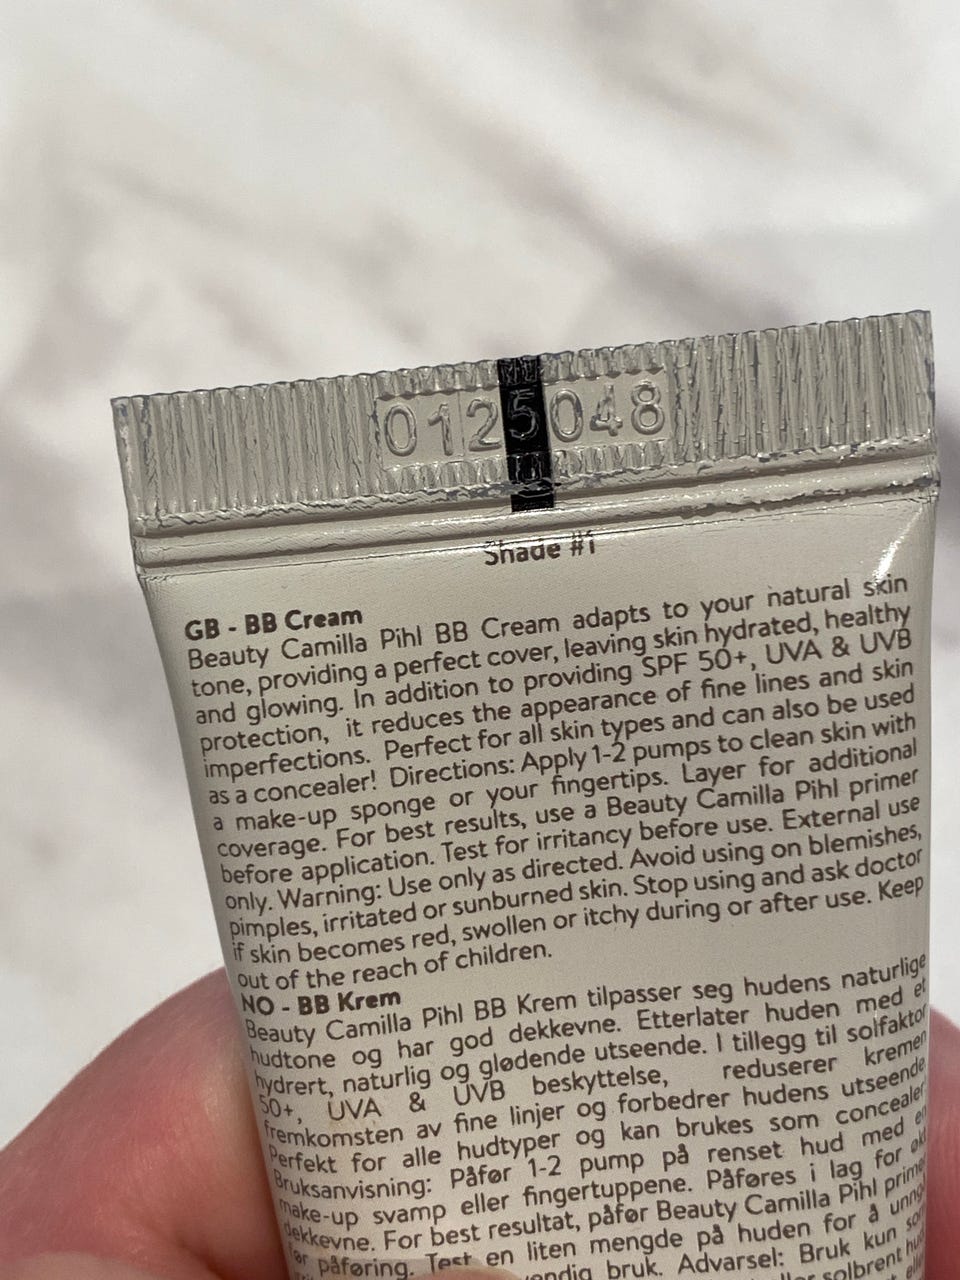 0125048
Shade #1
GB - BB Cream
Beauty Camilla Pihl BB Cream adapts to your natural skin
tone, providing a perfect cover, leaving skin hydrated, healthy
and glowing. In addition to providing SPF 50+, UVA & UVB
protection, it reduces the appearance of fine lines and skin
imperfections. Perfect for all skin types and can also be used
as a concealer! Directions: Apply 1-2 pumps to clean skin with
a make-up sponge or your fingertips. Layer for additional
coverage. For best results, use a Beauty Camilla Pihl primer
before application. Test for irritancy before use. External use
only. Warning: Use only as directed. Avoid using on blemishes,
pimples, irritated or sunburned skin. Stop using and ask doctor
if skin becomes red, swollen or itchy during or after use. Keep
out of the reach of children.
NO - BB Krem
Beauty Camilla Pihl BB Krem tilpasser seg hudens naturlige
hudtone og har god dekkevne. Etterlater huden med et
hydrert, naturlig og glødende utseende. I tillegg til solfaktor
50+, UVA & UVB beskyttelse, reduserer kremen
fremkomsten av fine linjer og forbedrer hudens utseende
Perfekt for alle hudtyper og kan brukes som concealer
Bruksanvisning: Påfør 1-2 pump på renset hud med en
make-up svamp eller fingertuppene. Påføres i lag for økt
dekkevne. For best resultat, påfør Beauty Camilla Pihl prime
før påføring. Test en liten mengde på huden for å unngå
bruk. Advarsel: Bruk kun som
solbrent hud